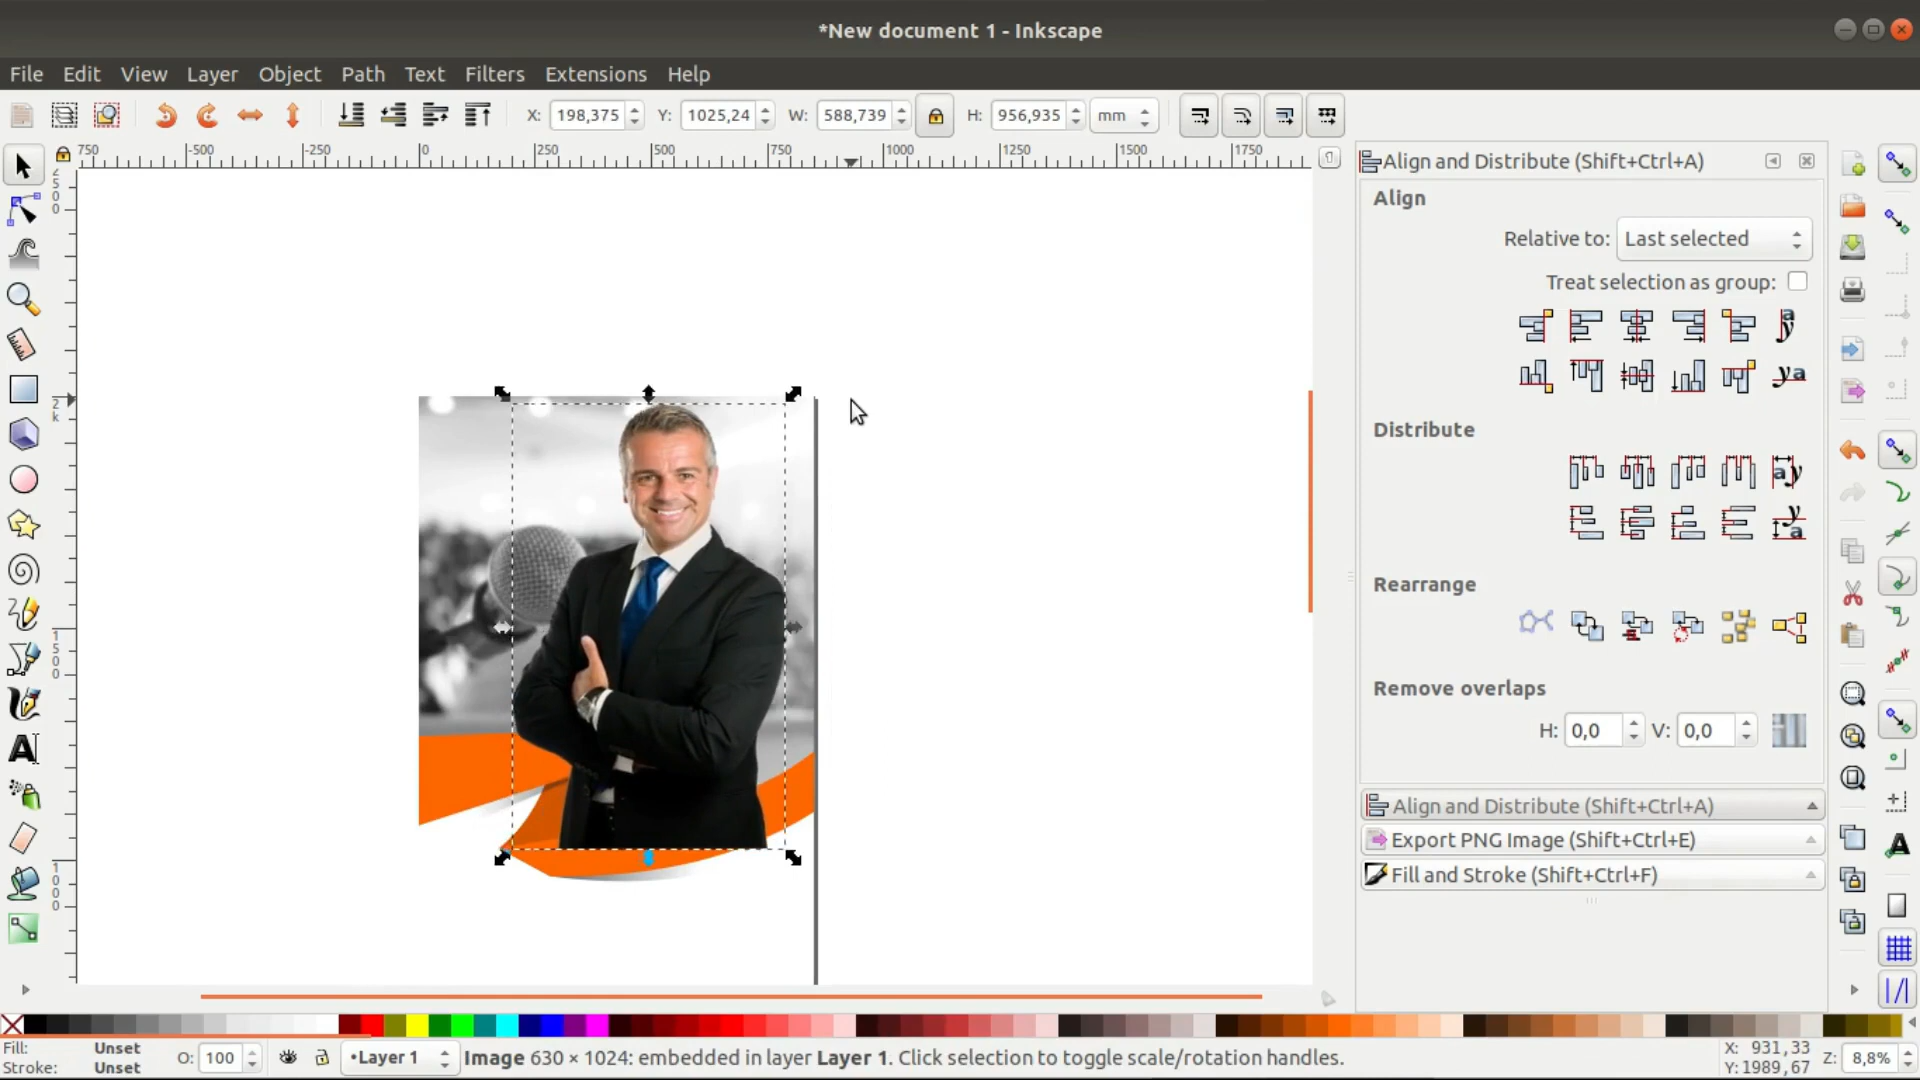 *New document 1 - Inkscape
File Edit View Layer Object Path Text Filters Extensions Help
X: 198,375 Y: 1025,24 W: 588,739 H: 956,935 mm
750 -500 -250 0 250 500 750 1000 1250 1500 1750
Align and Distribute (Shift+Ctrl+A)
Align
Relative to: Last selected
Treat selection as group:
Distribute
Rearrange
Remove overlaps
H: 0,0 V: 0,0
Align and Distribute (Shift+Ctrl+A)
Export PNG Image (Shift+Ctrl+E)
Fill and Stroke (Shift+Ctrl+F)
Fill: Unset
Stroke: Unset
O: 100
•Layer 1
Image 630 × 1024: embedded in layer Layer 1. Click selection to toggle scale/rotation handles.
X: 931,33
Y: 1989,67
Z: 8,8%